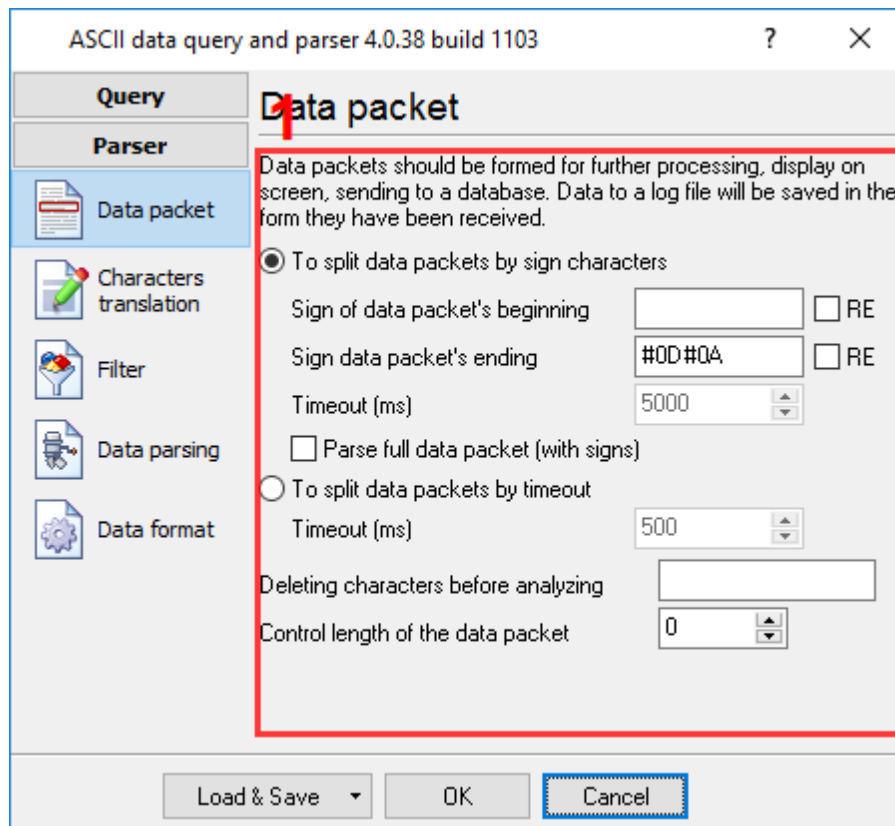 ASCII data query and parser 4.0.38 build 1103
?
Query
Parser
Data packet
Characters
translation
Filter
Data parsing
Data format
1
Data packet
Data packets should be formed for further processing, display on
screen, sending to a database. Data to a log file will be saved in the
form they have been received.
To split data packets by sign characters
Sign of data packet's beginning RE
Sign data packet's ending #0D#0A RE
Timeout (ms) 5000
Parse full data packet (with signs)
To split data packets by timeout
Timeout (ms) 500
Deleting characters before analyzing
Control length of the data packet 0
Load & Save OK Cancel